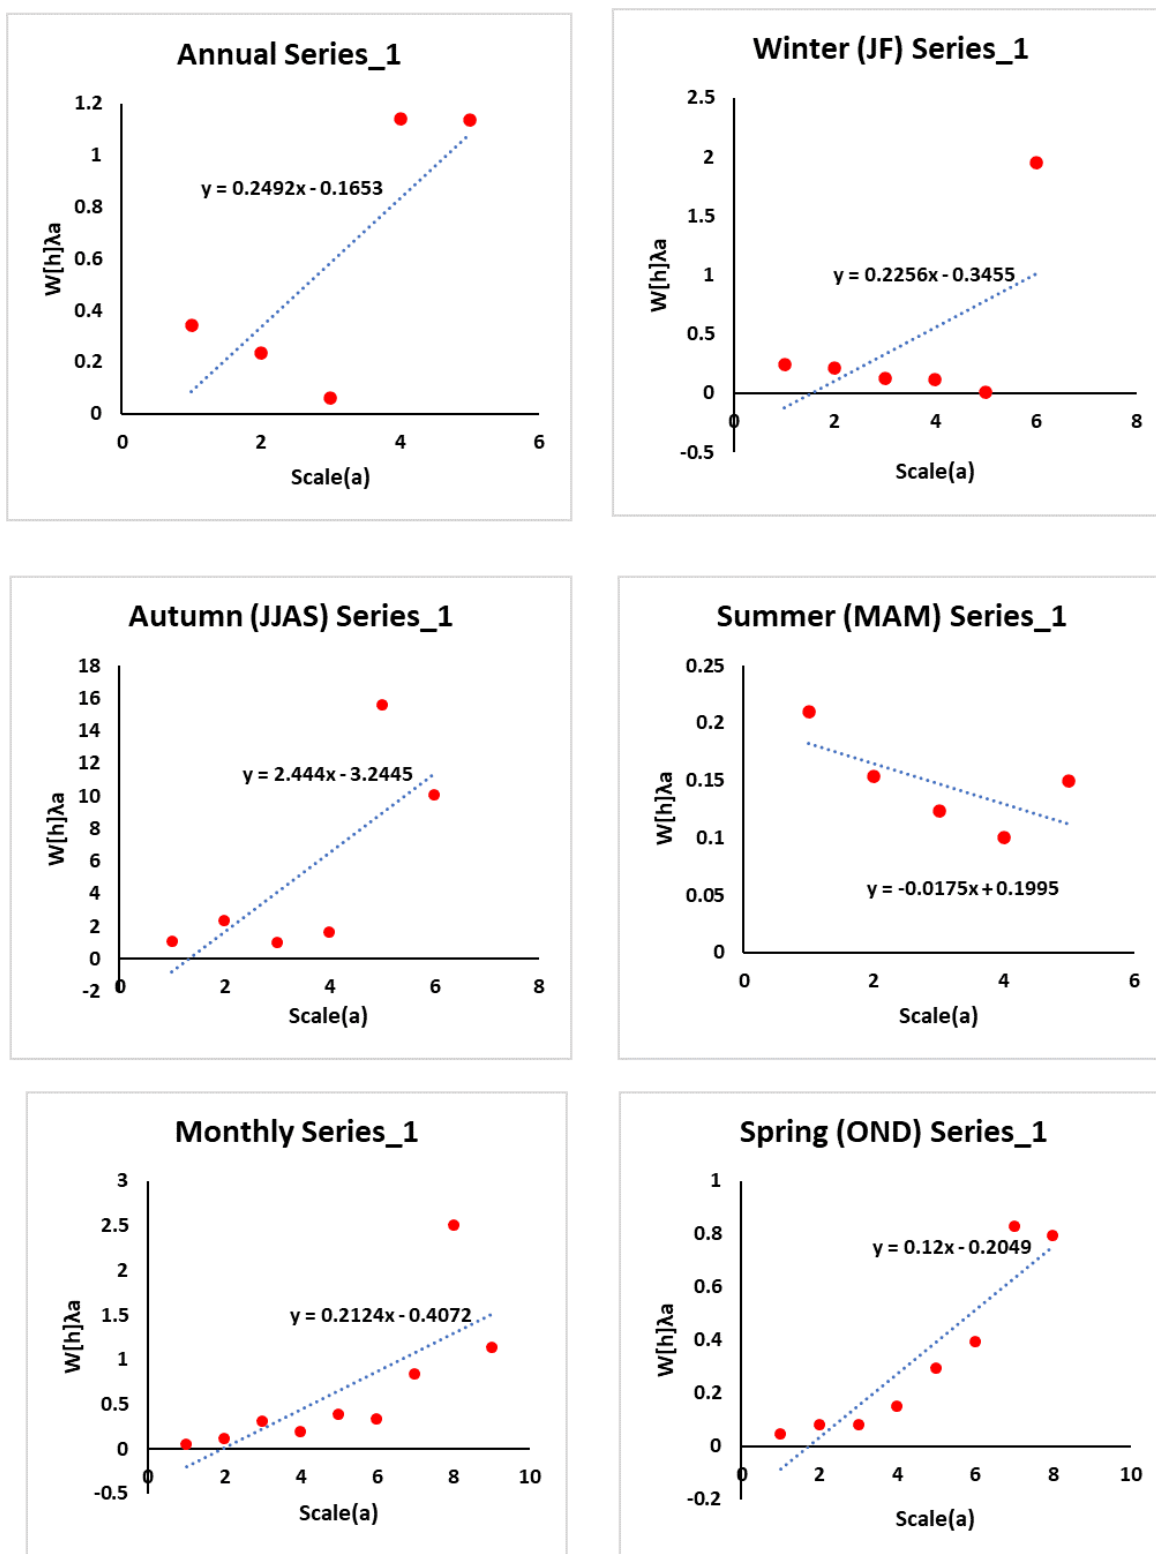 Annual Series_1
1.2
1
0.8
0.6
0.4
0.2
0
W[h]λa
y = 0.2492x - 0.1653
0 2 4 6
Scale(a)
Winter (JF) Series_1
2.5
2
1.5
1
0.5
0
-0.5
W[h]λa
y = 0.2256x - 0.3455
0 2 4 6 8
Scale(a)
Autumn (JJAS) Series_1
18
16
14
12
10
8
6
4
2
0
-2
W[h]λa
y = 2.444x - 3.2445
0 2 4 6 8
Scale(a)
Summer (MAM) Series_1
0.25
0.2
0.15
0.1
0.05
0
W[h]λa
y = -0.0175x + 0.1995
0 2 4 6
Scale(a)
Monthly Series_1
3
2.5
2
1.5
1
0.5
0
-0.5
W[h]λa
y = 0.2124x - 0.4072
0 2 4 6 8 10
Scale(a)
Spring (OND) Series_1
1
0.8
0.6
0.4
0.2
0
-0.2
W[h]λa
y = 0.12x - 0.2049
0 2 4 6 8 10
Scale(a)